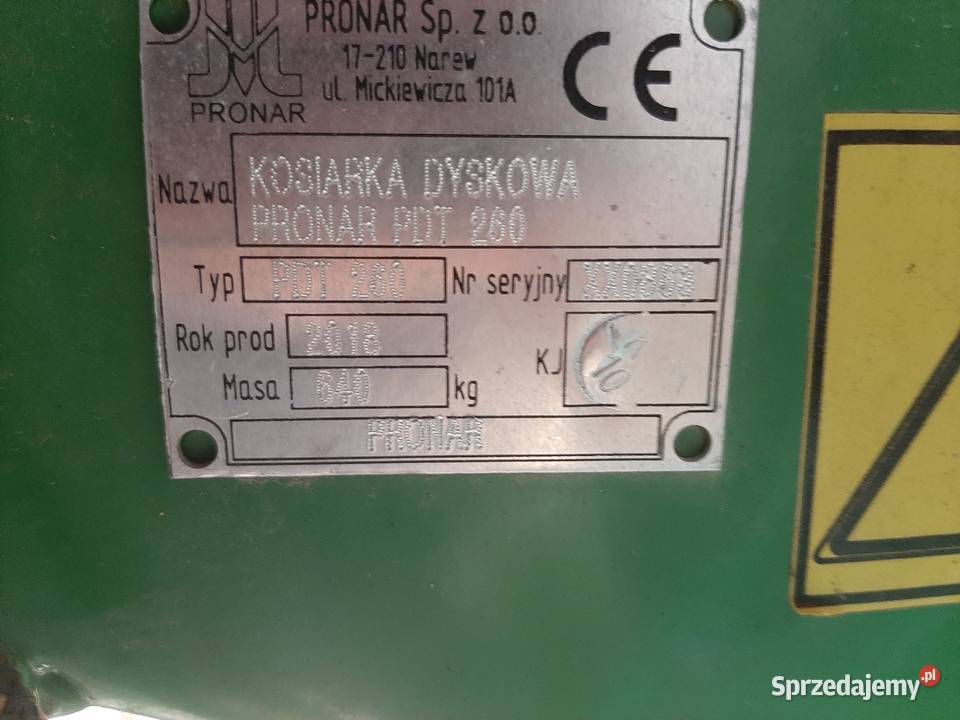 PRONAR Sp. z o.o.
17-210 Narew
ul. Mickiewicza 101A
PRONAR
CE
Nazwa KOSIARKA DYSKOWA
PRONAR PDT 260
Typ PDT 260 Nr seryjny
Rok prod 2018
Masa 640 kg
KJ
PRONAR
Sprzedajemy.pl